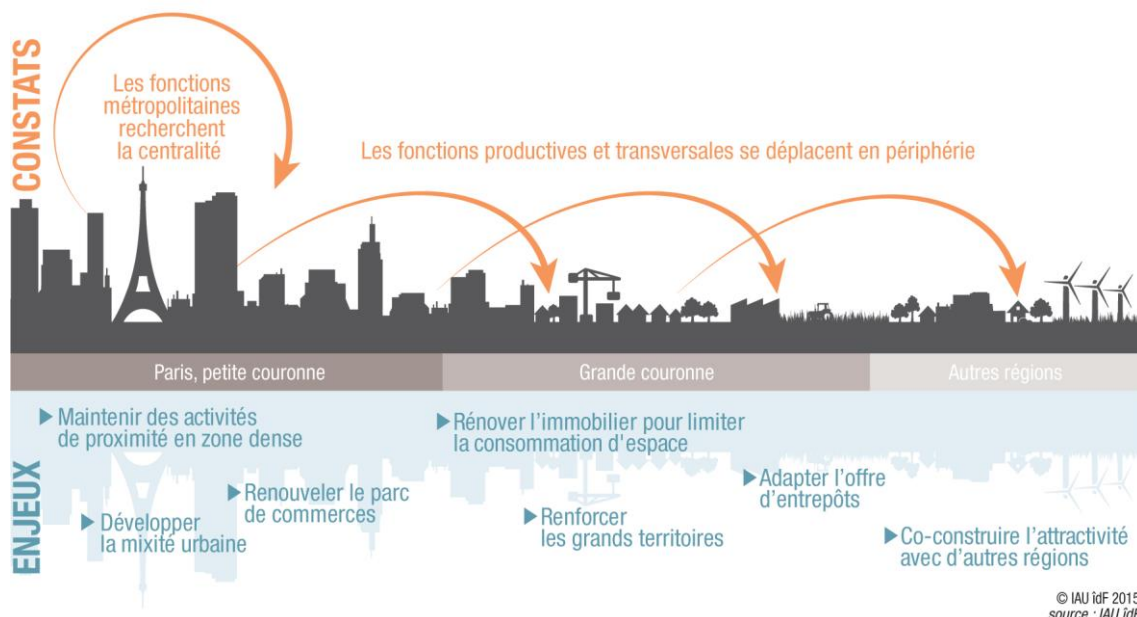 CONSTATS
Les fonctions
métropolitaines
recherchent
la centralité
Les fonctions productives et transversales se déplacent en périphérie
Paris, petite couronne
Grande couronne
Autres régions
ENJEUX
▶ Maintenir des activités
de proximité en zone dense
▶ Développer
la mixité urbaine
▶ Renouveler le parc
de commerces
▶ Rénover l'immobilier pour limiter
la consommation d'espace
▶ Renforcer
les grands territoires
▶ Adapter l'offre
d'entrepôts
▶ Co-construire l'attractivité
avec d'autres régions
© IAU îdF 2015
source : IAU îdF